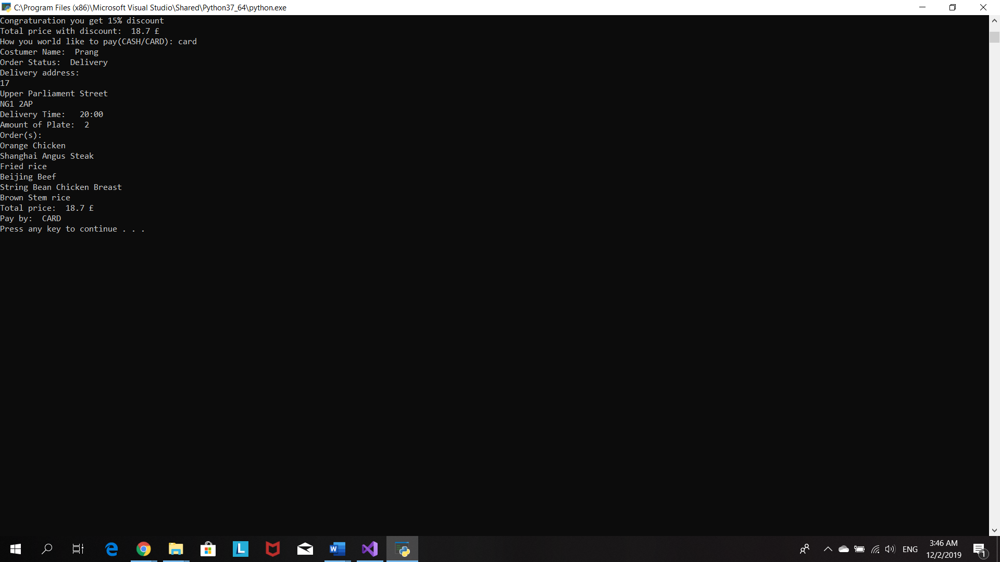 C:\Program Files (x86)\Microsoft Visual Studio\Shared\Python37_64\python.exe
Congraturation you get 15% discount
Total price with discount:  18.7 £
How you world like to pay(CASH/CARD): card
Costumer Name:  Prang
Order Status:  Delivery
Delivery address:
17
Upper Parliament Street
NG1 2AP
Delivery Time:   20:00
Amount of Plate:  2
Order(s):
Orange Chicken
Shanghai Angus Steak
Fried rice
Beijing Beef
String Bean Chicken Breast
Brown Stem rice
Total price:  18.7 £
Pay by:  CARD
Press any key to continue . . .
L
W
ENG
3:46 AM
12/2/2019
1